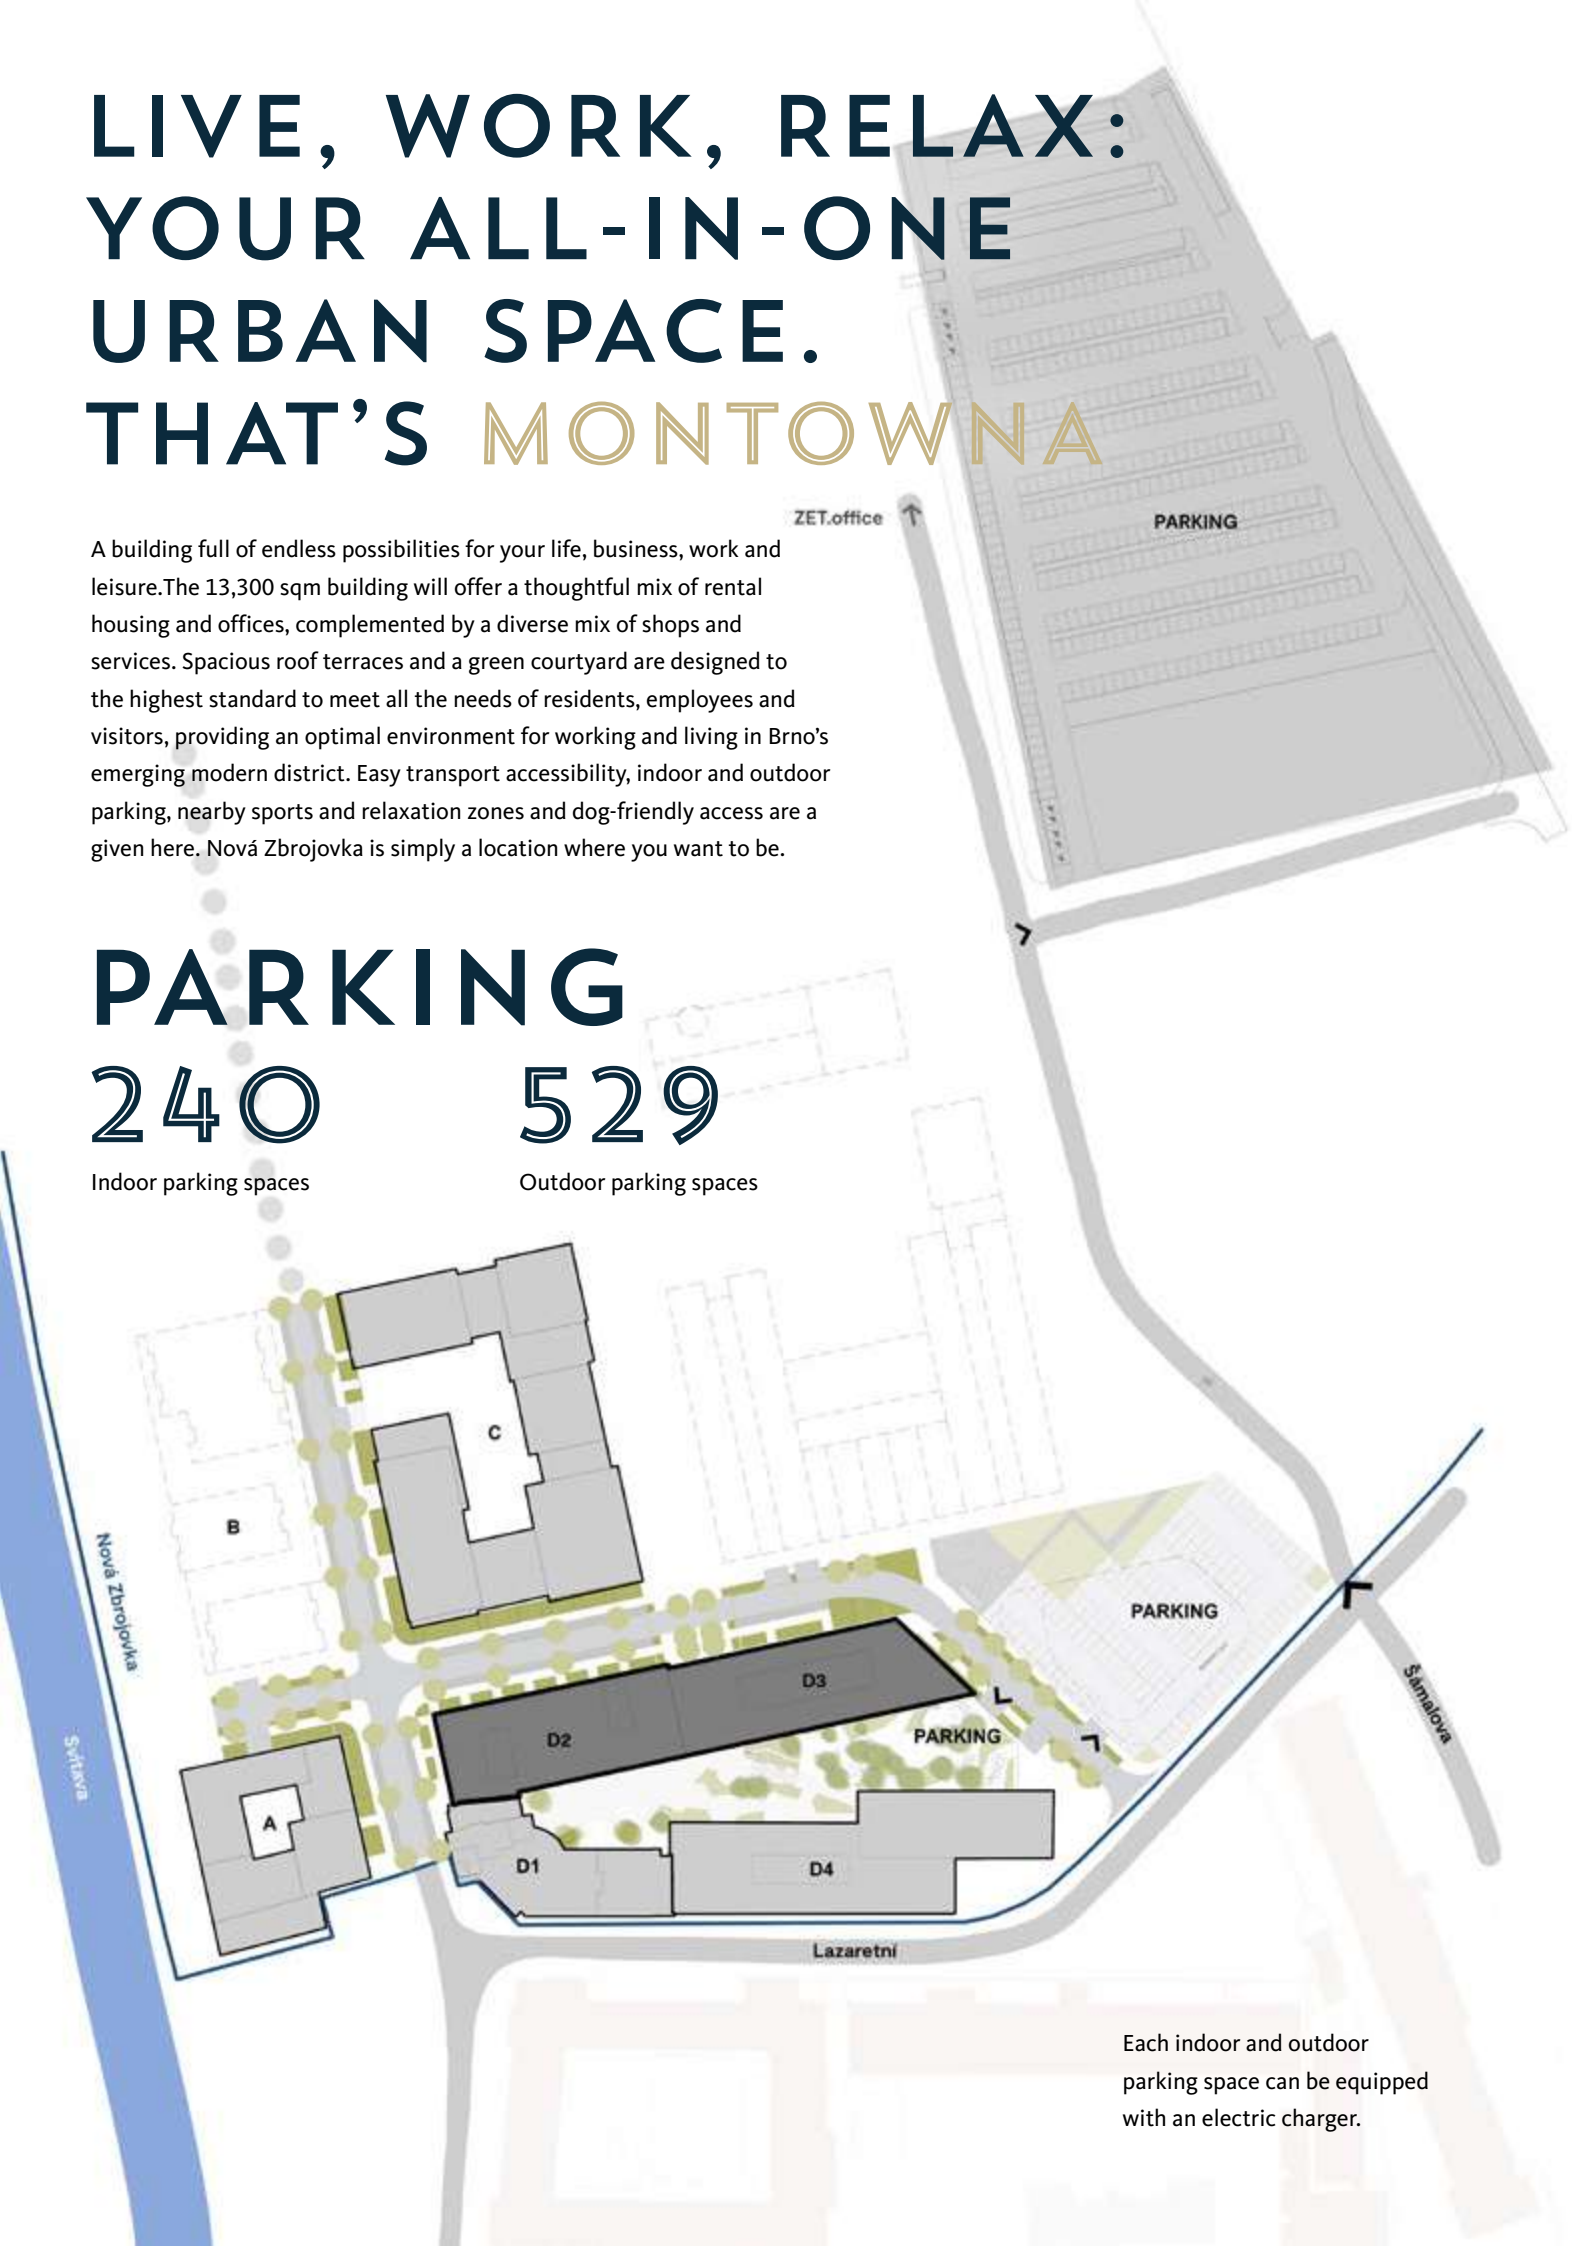 LIVE, WORK, RELAX:
YOUR ALL-IN-ONE
URBAN SPACE.
THAT'S MONTOWNA
ZET.office
PARKING
A building full of endless possibilities for your life, business, work and
leisure.The 13,300 sqm building will offer a thoughtful mix of rental
housing and offices, complemented by a diverse mix of shops and
services. Spacious roof terraces and a green courtyard are designed to
the highest standard to meet all the needs of residents, employees and
visitors, providing an optimal environment for working and living in Brno's
emerging modern district. Easy transport accessibility, indoor and outdoor
parking, nearby sports and relaxation zones and dog-friendly access are a
given here. Nová Zbrojovka is simply a location where you want to be.
PARKING
240
529
Indoor parking spaces
Outdoor parking spaces
C
B
Nová Zbrojovka
PARKING
D3
Šámalova
D2
PARKING
Svitava
A
D1
D4
Lazaretní
Each indoor and outdoor
parking space can be equipped
with an electric charger.